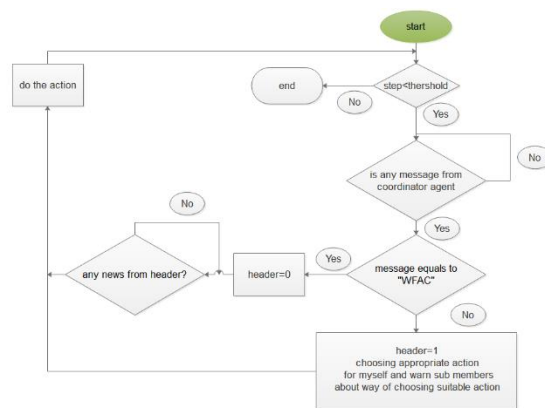 start
do the action
end
step<thershold
No
Yes
is any message from
coordinator agent
No
Yes
No
any news from header?
header=0
Yes
message equals to
"WFAC"
No
header=1
choosing appropriate action
for myself and warn sub members
about way of choosing suitable action